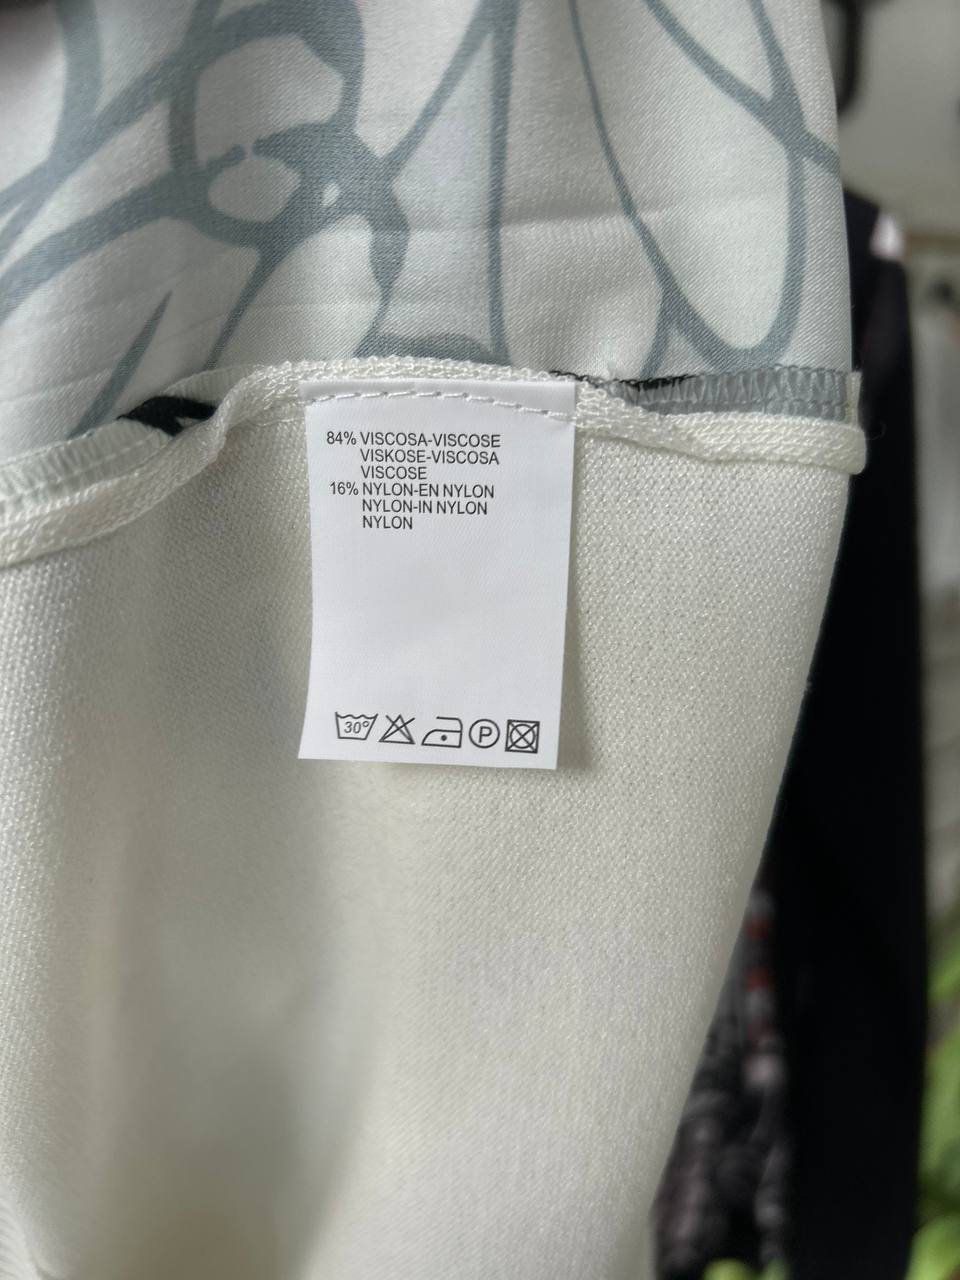 84% VISCOSA-VISCOSE
VISKOSE-VISCOSA
VISCOSE
16% NYLON-EN NYLON
NYLON-IN NYLON
NYLON
30°
P